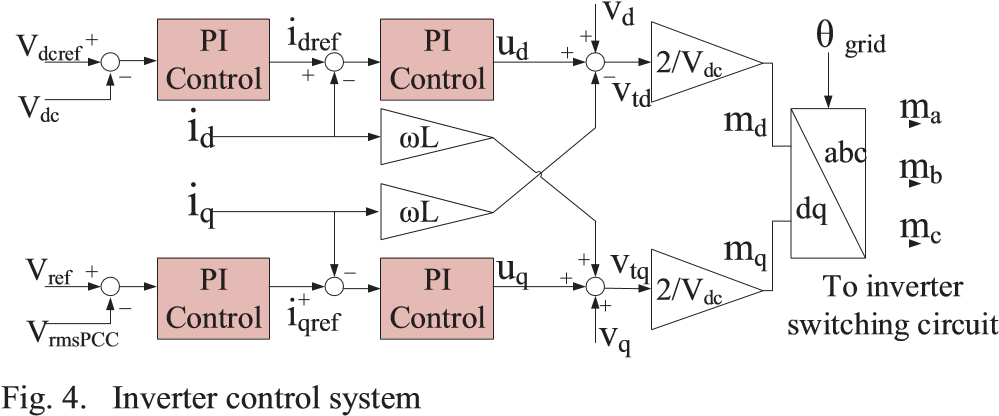 V_dcref + − V_dc
PI Control
i_dref + −
PI Control
u_d
v_d + + −
v_td
2/V_dc
m_d
θ_grid
i_d
ωL
i_q
ωL
abc
dq
m_a
m_b
m_c
V_ref + − V_rmsPCC
PI Control
i_qref + −
PI Control
u_q
+ + +
v_q
v_tq
2/V_dc
m_q
To inverter
switching circuit
Fig. 4. Inverter control system